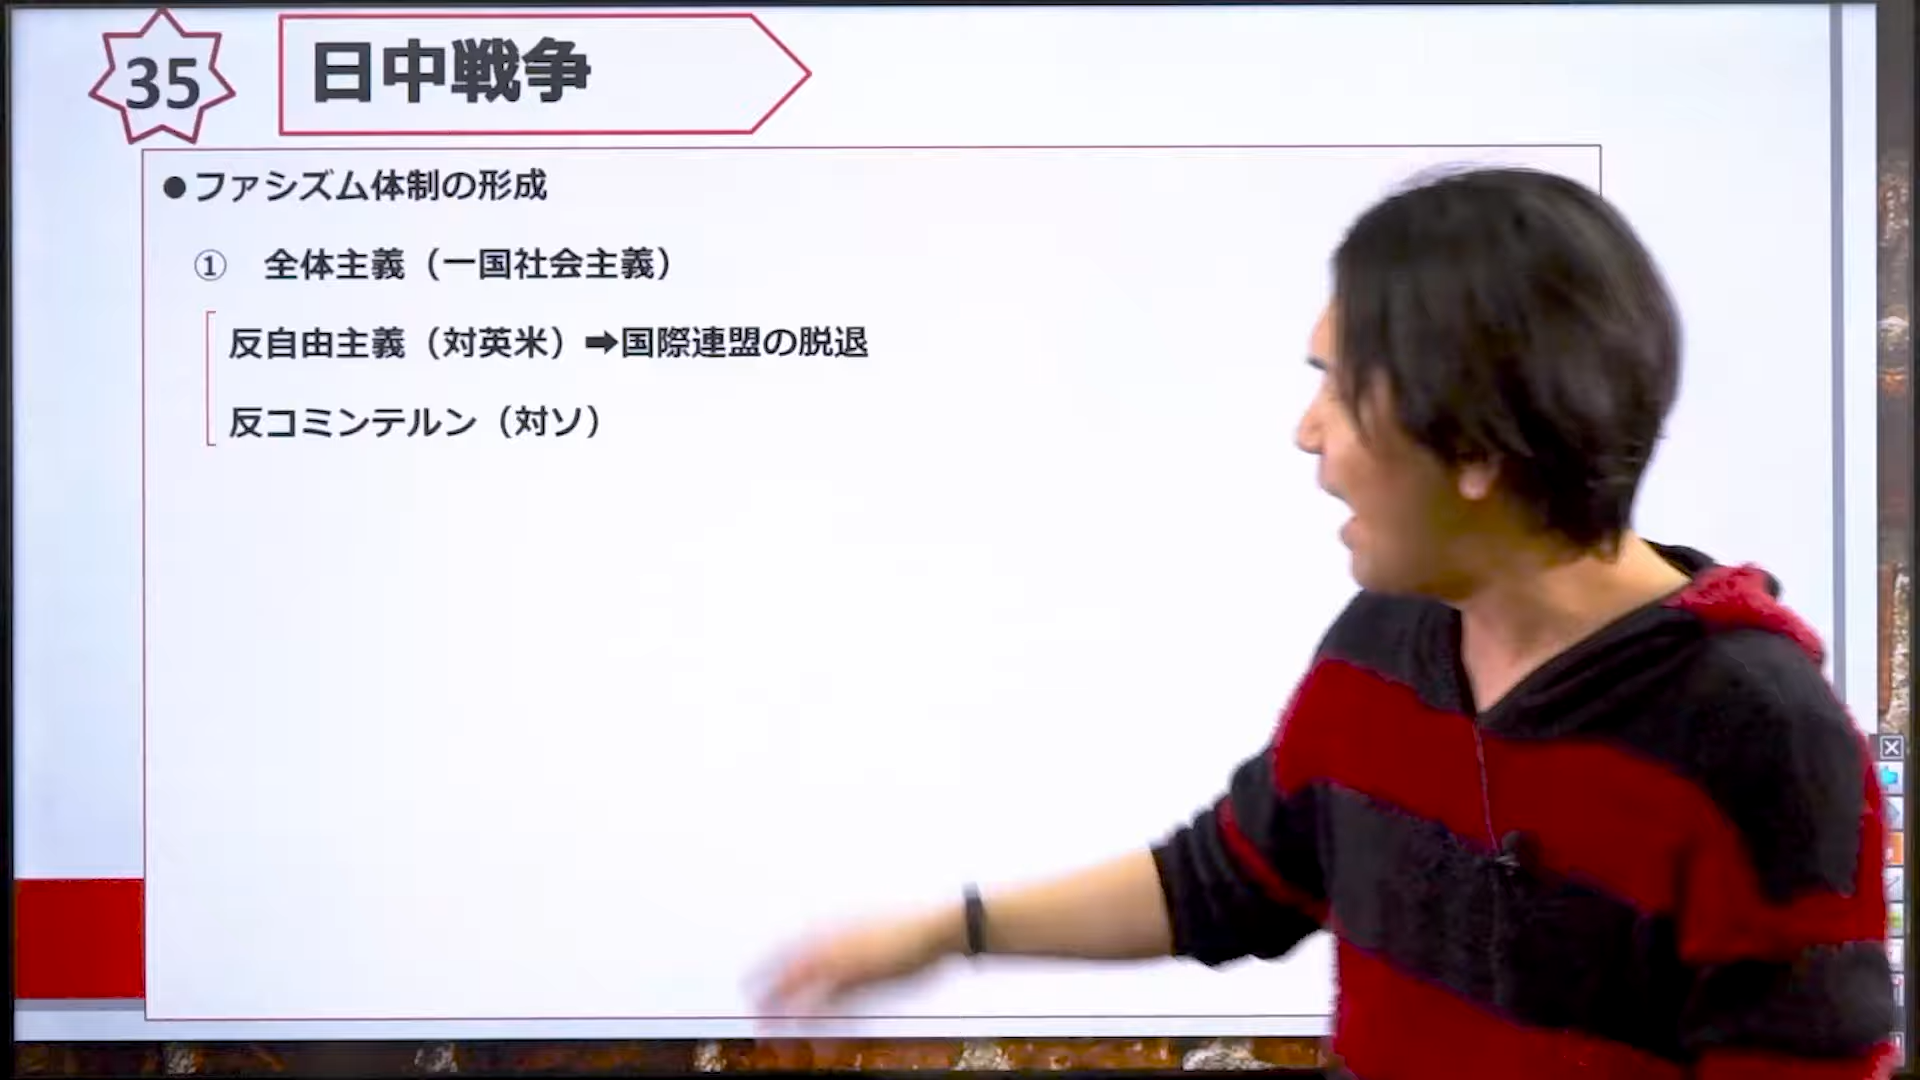 35
日中戦争
●ファシズム体制の形成
① 全体主義（一国社会主義）
反自由主義（対英米）➡国際連盟の脱退
反コミンテルン（対ソ）